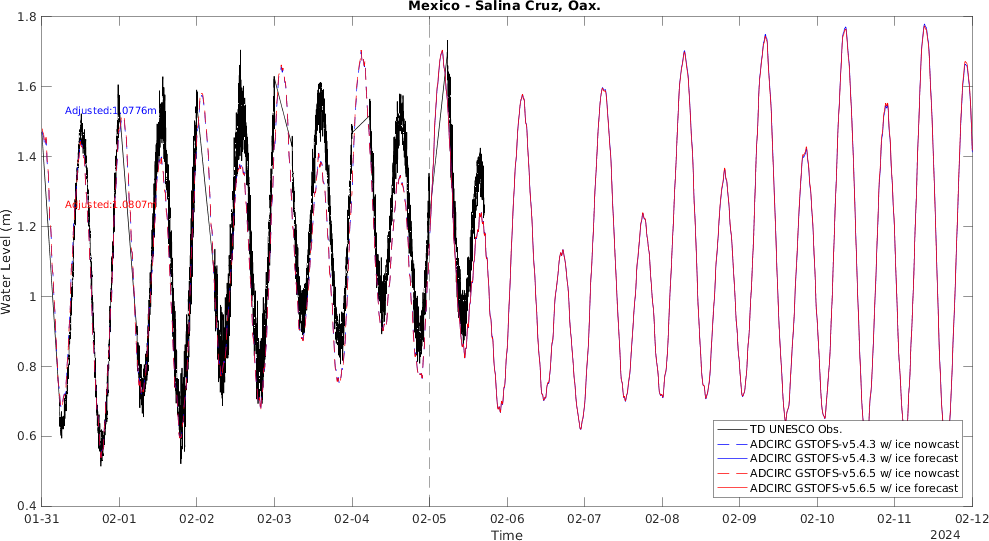 Mexico - Salina Cruz, Oax.
1.8
1.6
1.4
1.2
1
0.8
0.6
0.4
Water Level (m)
Adjusted:1.0776m
Adjusted:1.0807m
TD UNESCO Obs.
ADCIRC GSTOFS-v5.4.3 w/ ice nowcast
ADCIRC GSTOFS-v5.4.3 w/ ice forecast
ADCIRC GSTOFS-v5.6.5 w/ ice nowcast
ADCIRC GSTOFS-v5.6.5 w/ ice forecast
01-31 02-01 02-02 02-03 02-04 02-05 02-06 02-07 02-08 02-09 02-10 02-11 02-12
Time
2024